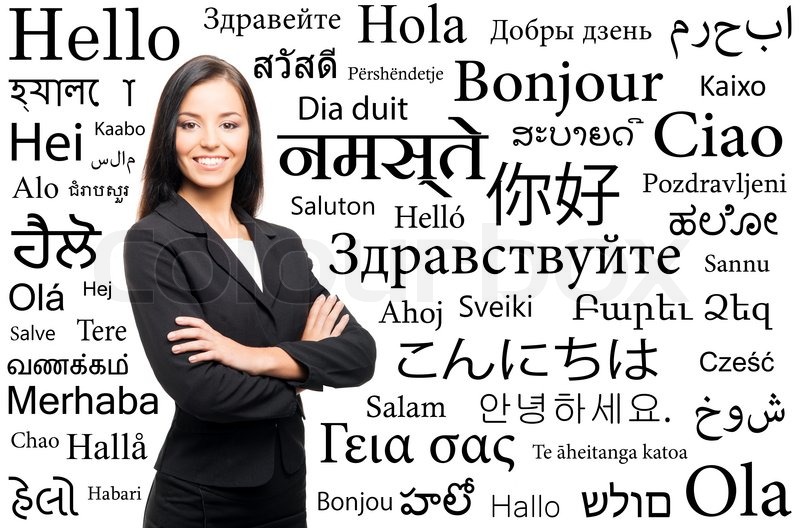 Hello
Здравейте
Hola
Добры дзень
ابحرم
สวัสดี
Përshëndetje
Bonjour
Kaixo
Dia duit
Hei
Kaabo
नमस्ते
ສະບາຍດີ
Ciao
مالس
Alo
ជំរាបសួរ
Saluton
Helló
你好
Pozdravljeni
ಹಲೋ
Здравствуйте
Sannu
Olá
Hej
Ahoj
Sveiki
Բարեւ Ձեզ
Salve
Tere
こんにちは
Cześć
வணக்கம்
Merhaba
Salam
안녕하세요.
شوخ
Chao
Hallå
Γεια σας
Te āheitanga katoa
હેલો
Habari
Bonjou
హలో
Hallo
םולש
Ola
colourbox